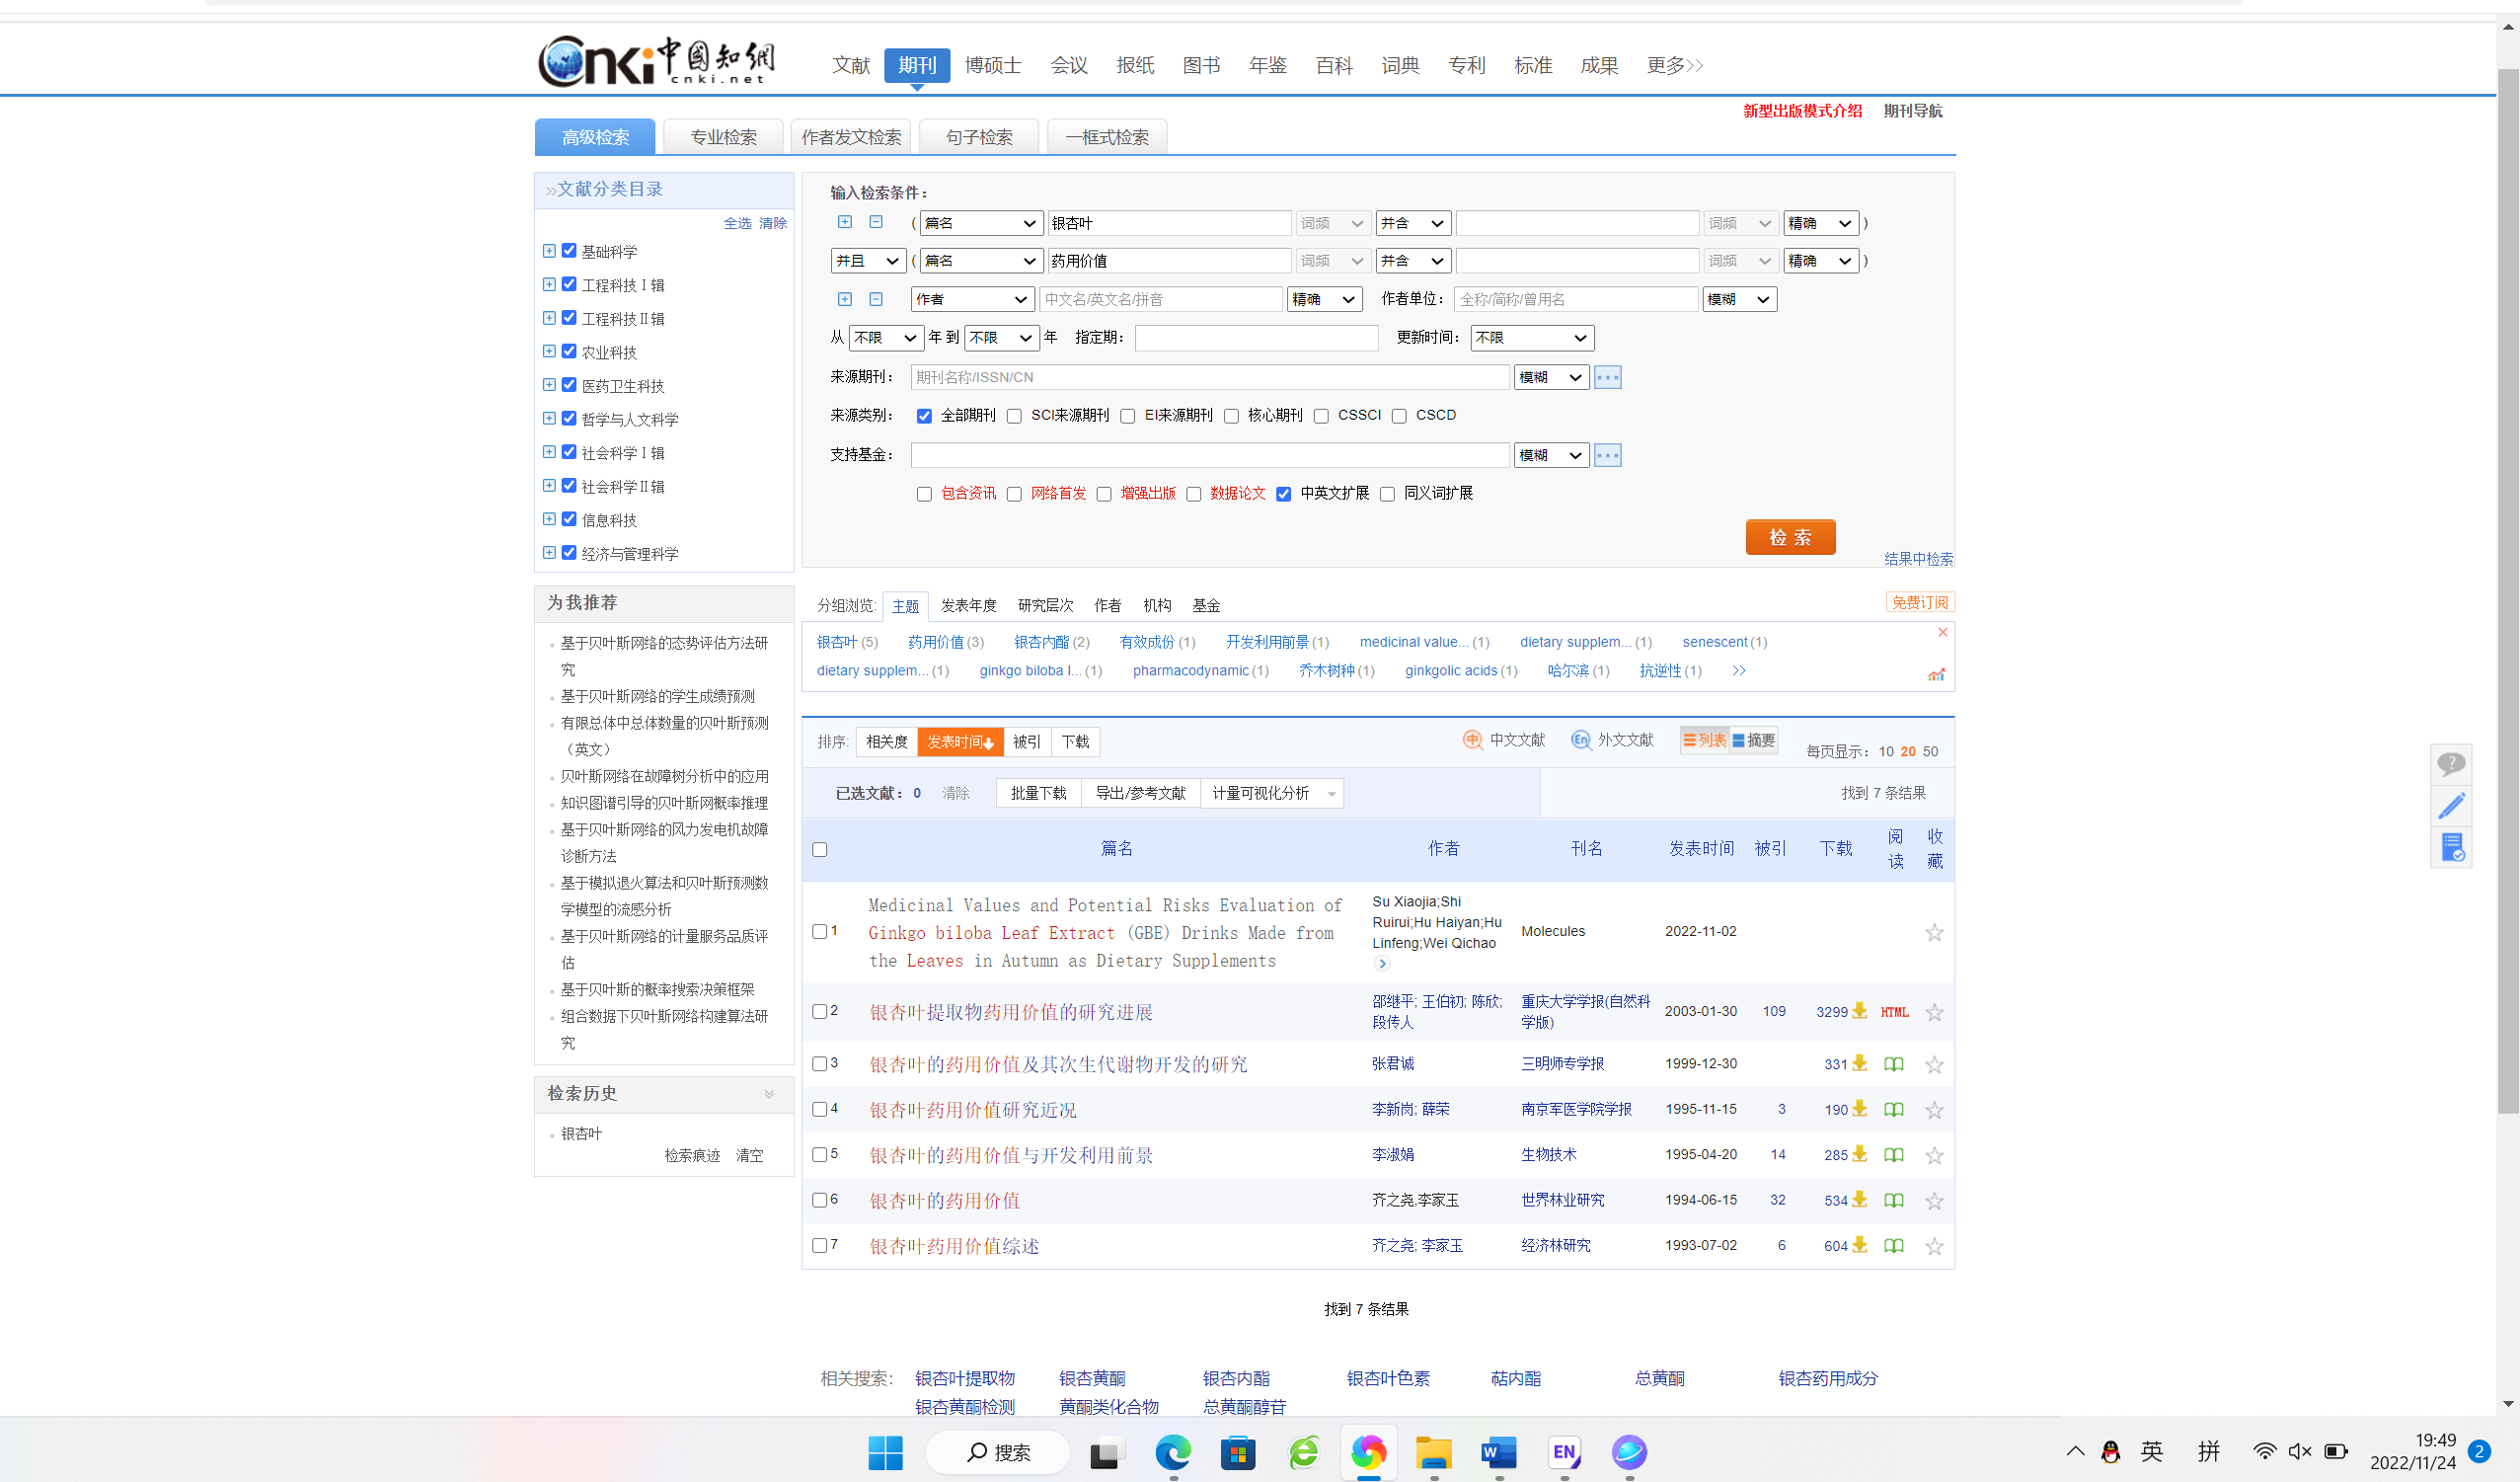 Cnki 中國知網
cnki.net
文献 期刊 博硕士 会议 报纸 图书 年鉴 百科 词典 专利 标准 成果 更多>>
新型出版模式介绍 期刊导航
高级检索 专业检索 作者发文检索 句子检索 一框式检索
»文献分类目录
全选 清除
基础科学
工程科技Ⅰ辑
工程科技Ⅱ辑
农业科技
医药卫生科技
哲学与人文科学
社会科学Ⅰ辑
社会科学Ⅱ辑
信息科技
经济与管理科学
为我推荐
基于贝叶斯网络的态势评估方法研
究
基于贝叶斯网络的学生成绩预测
有限总体中总体数量的贝叶斯预测
（英文）
贝叶斯网络在故障树分析中的应用
知识图谱引导的贝叶斯网概率推理
基于贝叶斯网络的风力发电机故障
诊断方法
基于模拟退火算法和贝叶斯预测数
学模型的流感分析
基于贝叶斯网络的计量服务品质评
估
基于贝叶斯的概率搜索决策框架
组合数据下贝叶斯网络构建算法研
究
检索历史
银杏叶
检索痕迹 清空
输入检索条件：
( 篇名 银杏叶 词频 并含 词频 精确 )
并且 ( 篇名 药用价值 词频 并含 词频 精确 )
作者 中文名/英文名/拼音 精确 作者单位： 全称/简称/曾用名 模糊
从 不限 年 到 不限 年 指定期： 更新时间： 不限
来源期刊： 期刊名称/ISSN/CN 模糊 ...
来源类别： 全部期刊 SCI来源期刊 EI来源期刊 核心期刊 CSSCI CSCD
支持基金： 模糊 ...
包含资讯 网络首发 增强出版 数据论文 中英文扩展 同义词扩展
检 索
结果中检索
分组浏览: 主题 发表年度 研究层次 作者 机构 基金 免费订阅
银杏叶 (5) 药用价值 (3) 银杏内酯 (2) 有效成份 (1) 开发利用前景 (1) medicinal value... (1) dietary supplem... (1) senescent (1)
dietary supplem... (1) ginkgo biloba l... (1) pharmacodynamic (1) 乔木树种 (1) ginkgolic acids (1) 哈尔滨 (1) 抗逆性 (1) >>
排序: 相关度 发表时间 被引 下载 中 中文文献 En 外文文献 列表 摘要 每页显示： 10 20 50
已选文献： 0 清除 批量下载 导出/参考文献 计量可视化分析 找到 7 条结果
篇名 作者 刊名 发表时间 被引 下载 阅读 收藏
1 Medicinal Values and Potential Risks Evaluation of
Ginkgo biloba Leaf Extract (GBE) Drinks Made from
the Leaves in Autumn as Dietary Supplements
Su Xiaojia;Shi
Ruirui;Hu Haiyan;Hu
Linfeng;Wei Qichao
Molecules 2022-11-02
2 银杏叶提取物药用价值的研究进展 邵继平; 王伯初; 陈欣;
段传人
重庆大学学报(自然科
学版)
2003-01-30 109 3299 HTML
3 银杏叶的药用价值及其次生代谢物开发的研究 张君诚 三明师专学报 1999-12-30 331
4 银杏叶药用价值研究近况 李新岗; 薛荣 南京军医学院学报 1995-11-15 3 190
5 银杏叶的药用价值与开发利用前景 李淑娟 生物技术 1995-04-20 14 285
6 银杏叶的药用价值 齐之尧,李家玉 世界林业研究 1994-06-15 32 534
7 银杏叶药用价值综述 齐之尧; 李家玉 经济林研究 1993-07-02 6 604
找到 7 条结果
相关搜索： 银杏叶提取物 银杏黄酮 银杏内酯 银杏叶色素 萜内酯 总黄酮 银杏药用成分
银杏黄酮检测 黄酮类化合物 总黄酮醇苷
搜索 W EN 英 拼 19:49
2022/11/24 2